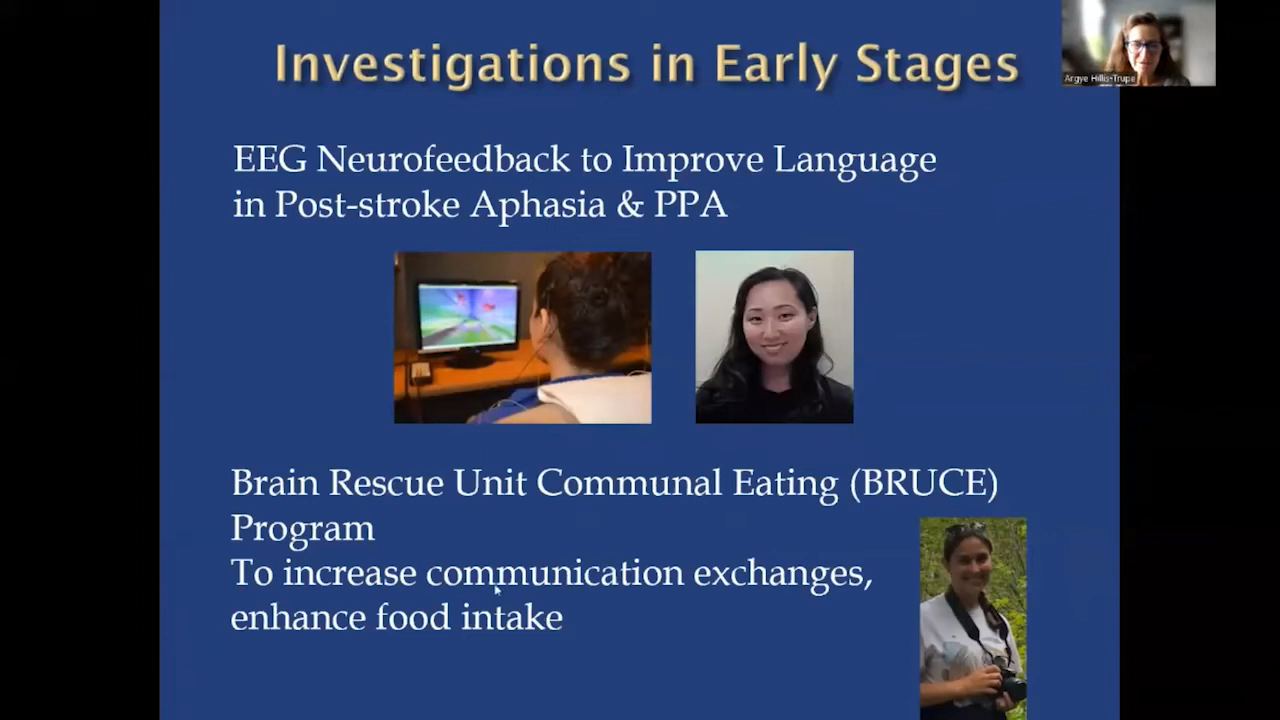 Investigations in Early Stages
Argye Hillis-Trupe
EEG Neurofeedback to Improve Language
in Post-stroke Aphasia & PPA
Brain Rescue Unit Communal Eating (BRUCE)
Program
To increase communication exchanges,
enhance food intake